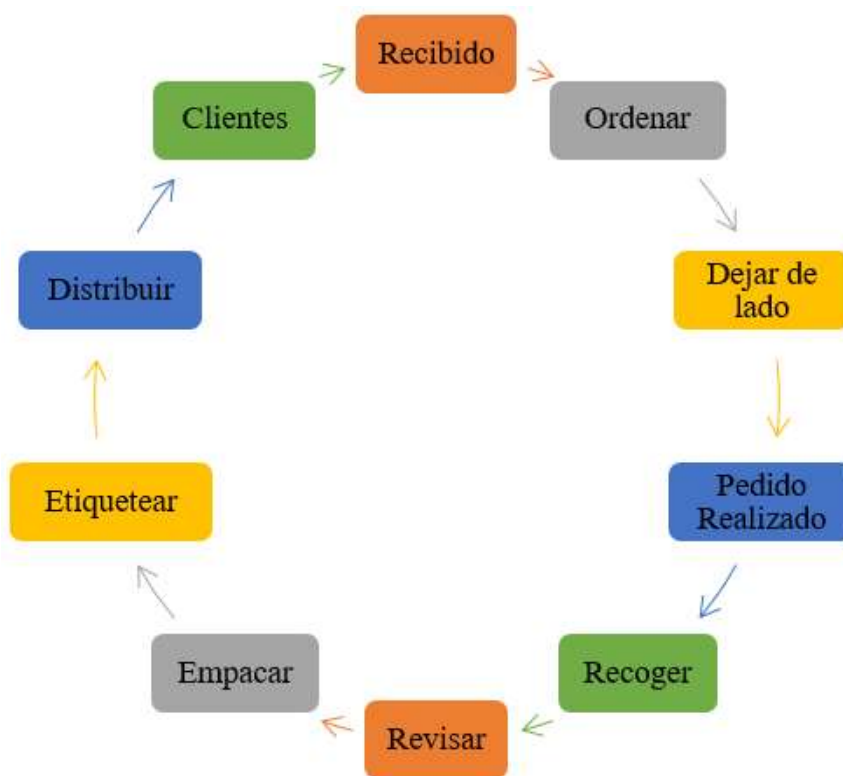 Recibido
Ordenar
Dejar de
lado
Pedido
Realizado
Recoger
Revisar
Empacar
Etiquetear
Distribuir
Clientes